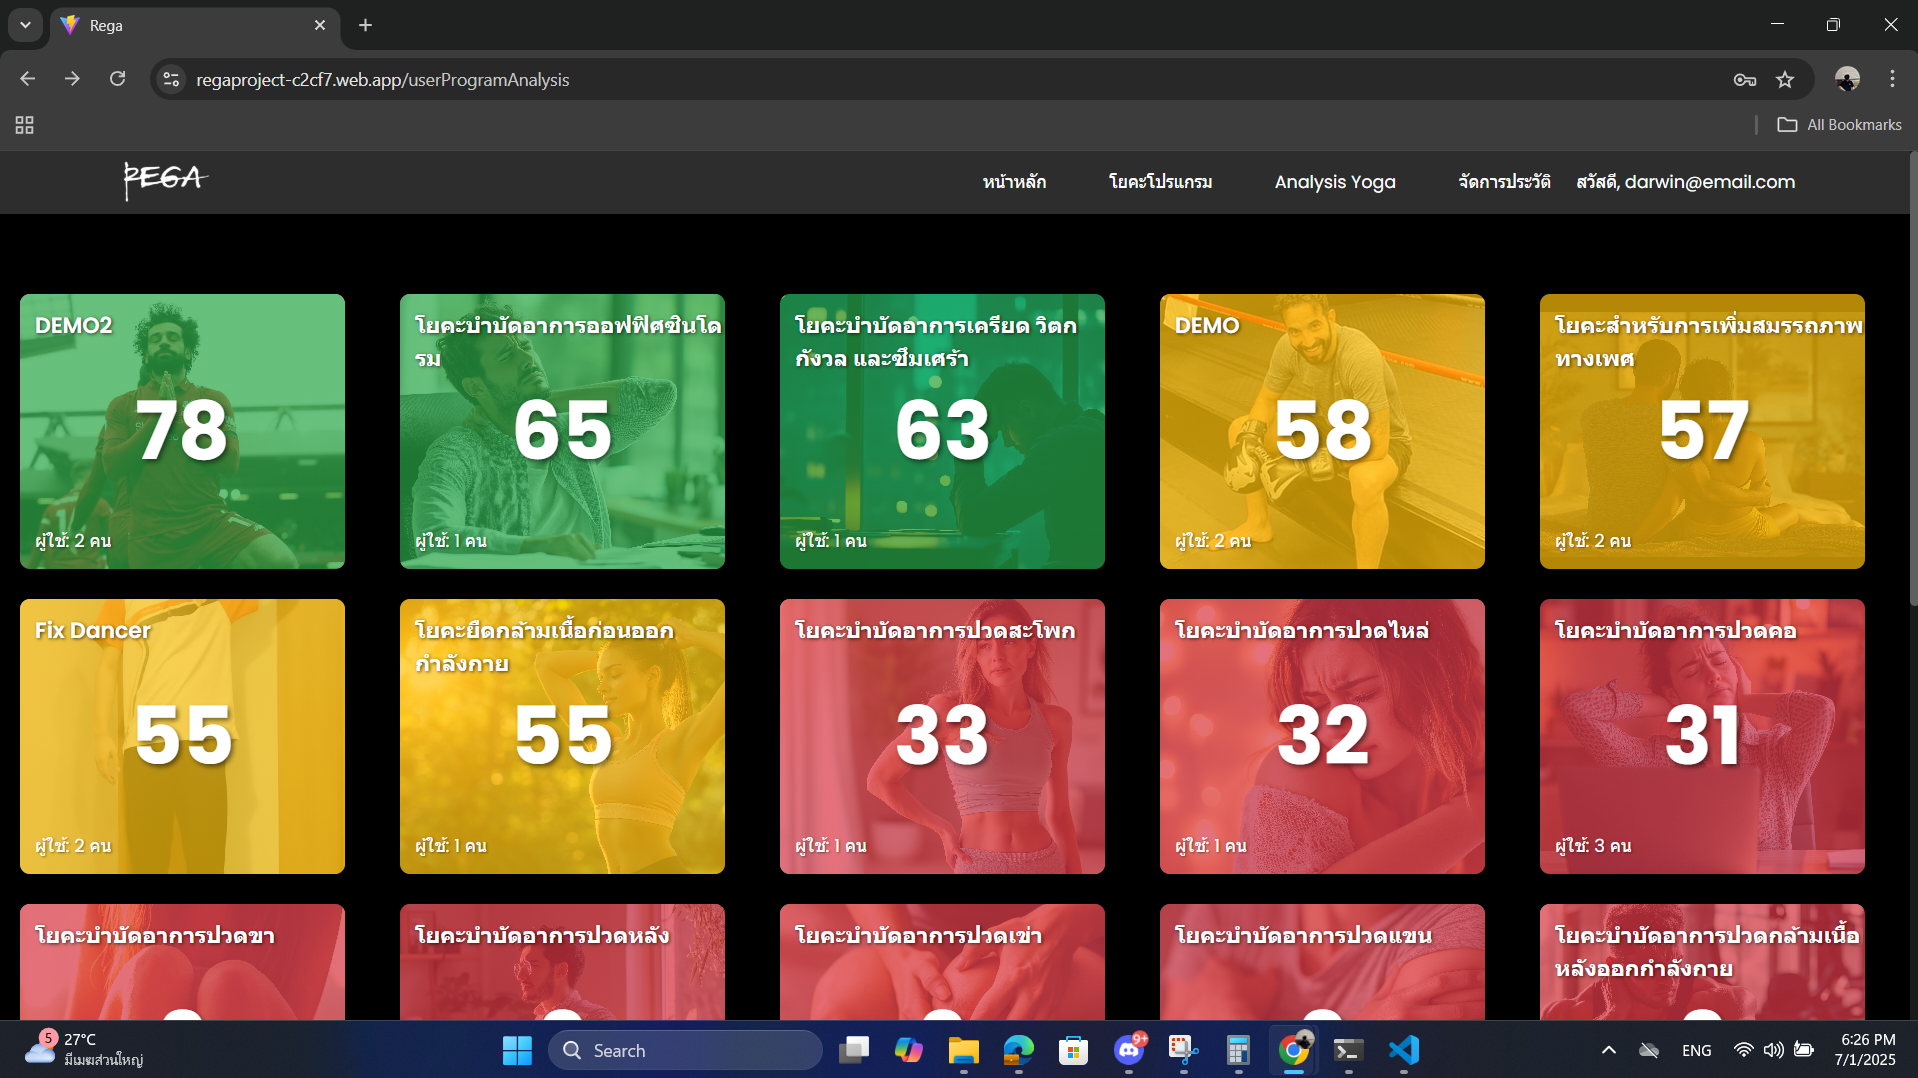 Rega
regaproject-c2cf7.web.app/userProgramAnalysis
All Bookmarks
REGA
หน้าหลัก
โยคะโปรแกรม
Analysis Yoga
จัดการประวัติ
สวัสดี, darwin@email.com
DEMO2
78
ผู้ใช้: 2 คน
โยคะบำบัดอาการออฟฟิศซินโด
รม
65
ผู้ใช้: 1 คน
โยคะบำบัดอาการเครียด วิตก
กังวล และซึมเศร้า
63
ผู้ใช้: 1 คน
DEMO
58
ผู้ใช้: 2 คน
โยคะสำหรับการเพิ่มสมรรถภาพ
ทางเพศ
57
ผู้ใช้: 2 คน
Fix Dancer
55
ผู้ใช้: 2 คน
โยคะยืดกล้ามเนื้อก่อนออก
กำลังกาย
55
ผู้ใช้: 1 คน
โยคะบำบัดอาการปวดสะโพก
33
ผู้ใช้: 1 คน
โยคะบำบัดอาการปวดไหล่
32
ผู้ใช้: 1 คน
โยคะบำบัดอาการปวดคอ
31
ผู้ใช้: 3 คน
โยคะบำบัดอาการปวดขา
โยคะบำบัดอาการปวดหลัง
โยคะบำบัดอาการปวดเข่า
โยคะบำบัดอาการปวดแขน
โยคะบำบัดอาการปวดกล้ามเนื้อ
หลังออกกำลังกาย
5
27°C
มีเมฆส่วนใหญ่
Search
9+
ENG
6:26 PM
7/1/2025